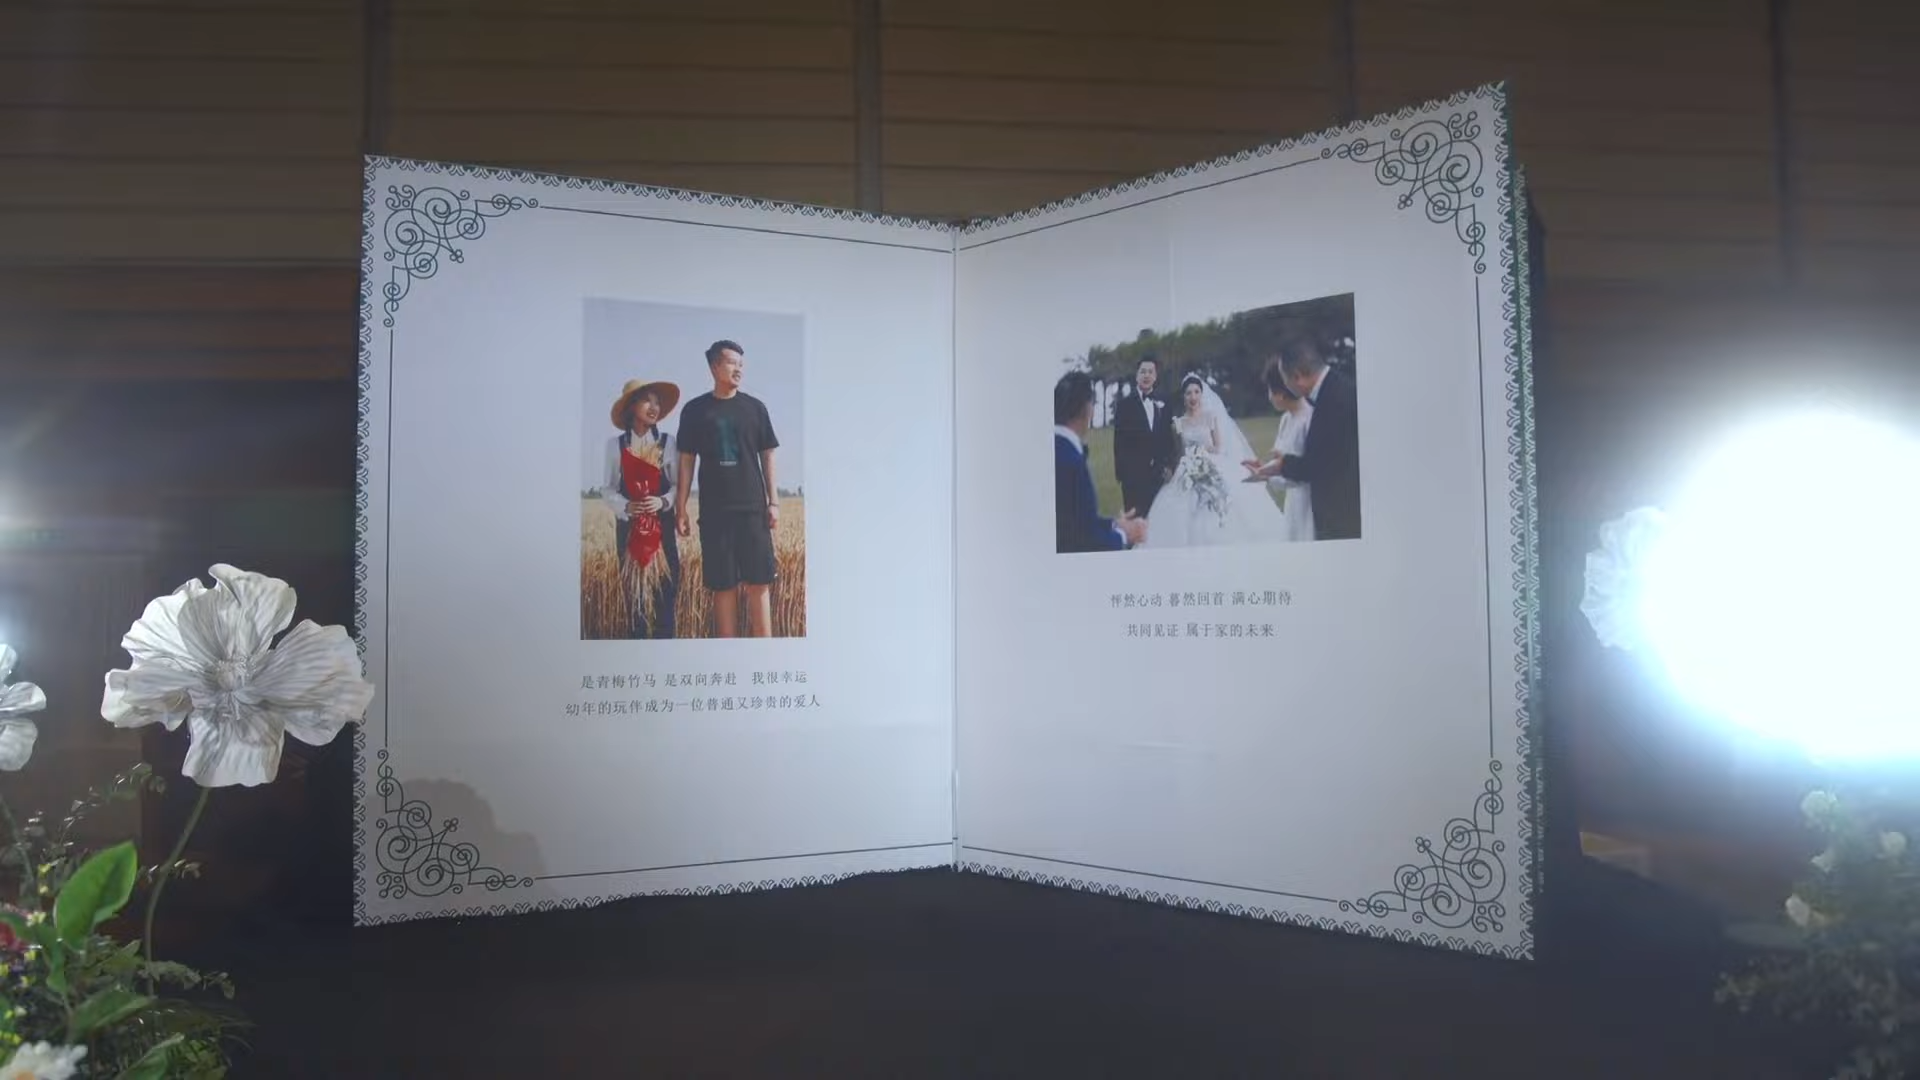 是青梅竹马 是双向奔赴 我很幸运
幼年的玩伴成为一位普通又珍贵的爱人
怦然心动 暮然回首 满心期待
共同见证 属于家的未来